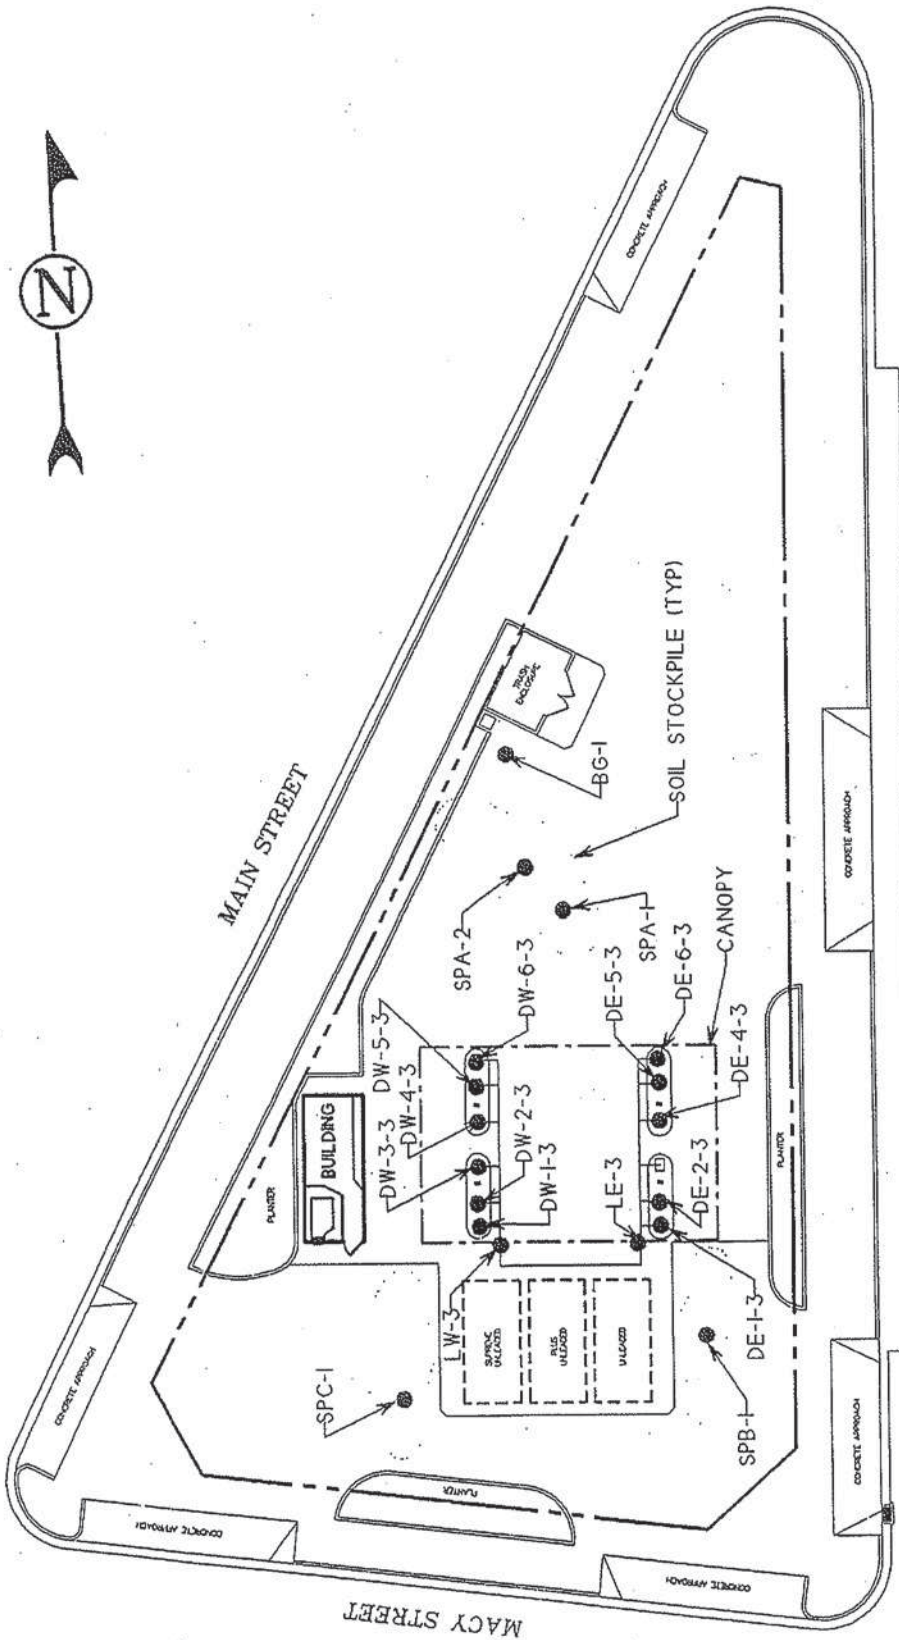 N
MAIN STREET
MACY STREET
CONCRETE APPROACH
TRASH
ENCLOSURE
BG-1
SOIL STOCKPILE (TYP)
SPA-2
SPA-1
DW-6-3
DW-5-3
DW-4-3
DW-3-3
DW-2-3
DW-1-3
DE-5-3
DE-6-3
CANOPY
DE-4-3
DE-2-3
DE-1-3
LE-3
LW-3
BUILDING
PLANTER
PLANTER
CONCRETE APPROACH
SUPREME
UNLEADED
PLUS
UNLEADED
UNLEADED
SPC-1
SPB-1
PLANTER
CONCRETE APPROACH
CONCRETE APPROACH
CONCRETE APPROACH
CONCRETE APPROACH